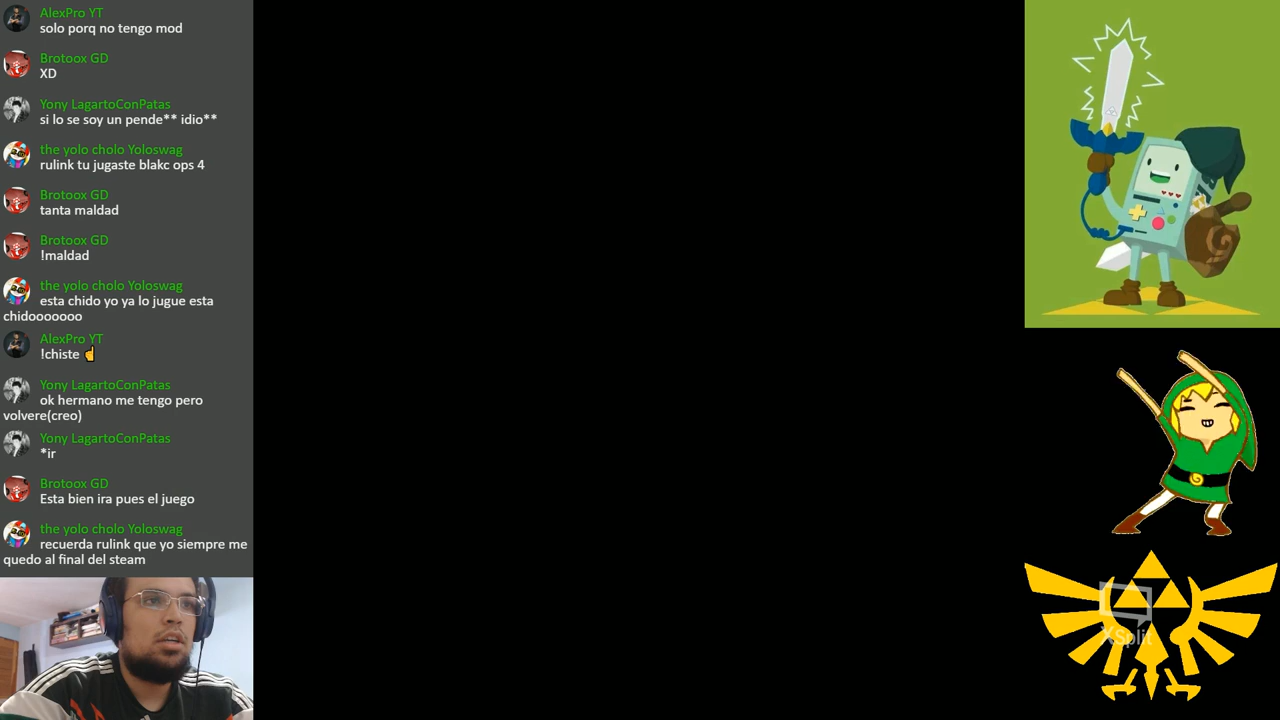 AlexPro YT
solo porq no tengo mod
Brotoox GD
XD
Yony LagartoConPatas
si lo se soy un pende** idio**
the yolo cholo Yoloswag
rulink tu jugaste blakc ops 4
Brotoox GD
tanta maldad
Brotoox GD
!maldad
the yolo cholo Yoloswag
esta chido yo ya lo jugue esta
chidooooooo
AlexPro YT
!chiste ☝
Yony LagartoConPatas
ok hermano me tengo pero
volvere(creo)
Yony LagartoConPatas
*ir
Brotoox GD
Esta bien ira pues el juego
the yolo cholo Yoloswag
recuerda rulink que yo siempre me
quedo al final del steam
XSplit